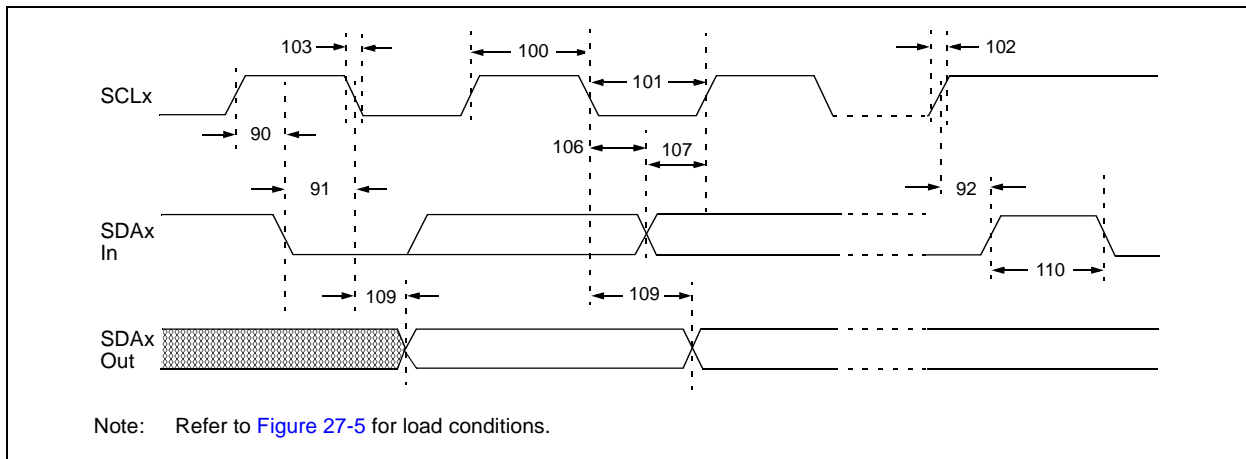 103
100
101
102
SCLx
90
106
107
91
92
SDAx
In
110
109
109
SDAx
Out
Note: Refer to Figure 27-5 for load conditions.